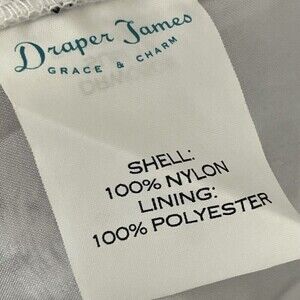 Draper James
GRACE & CHARM
SHELL:
100% NYLON
LINING:
100% POLYESTER